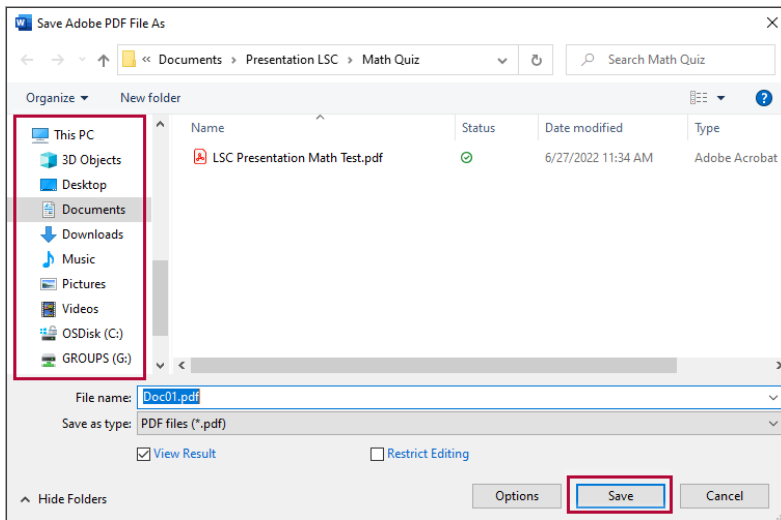 Save Adobe PDF File As
« Documents › Presentation LSC › Math Quiz
Search Math Quiz
Organize
New folder
?
This PC
3D Objects
Desktop
Documents
Downloads
Music
Pictures
Videos
OSDisk (C:)
GROUPS (G:)
Name Status Date modified Type
LSC Presentation Math Test.pdf 6/27/2022 11:34 AM Adobe Acrobat
File name: Doc01.pdf
Save as type: PDF files (*.pdf)
View Result
Restrict Editing
Hide Folders
Options
Save
Cancel